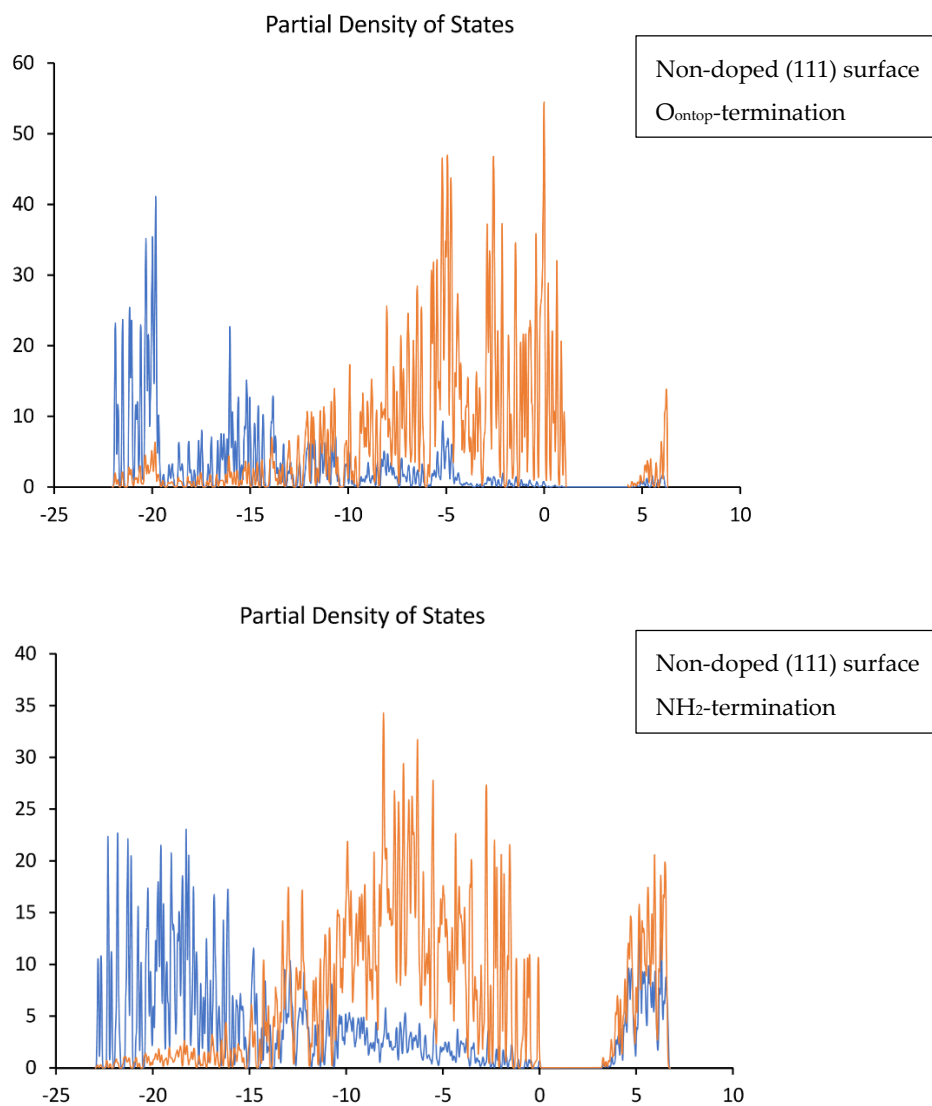 Partial Density of States
Non-doped (111) surface
Oontop-termination
60
50
40
30
20
10
0
-25 -20 -15 -10 -5 0 5 10
Partial Density of States
Non-doped (111) surface
NH2-termination
40
35
30
25
20
15
10
5
0
-25 -20 -15 -10 -5 0 5 10